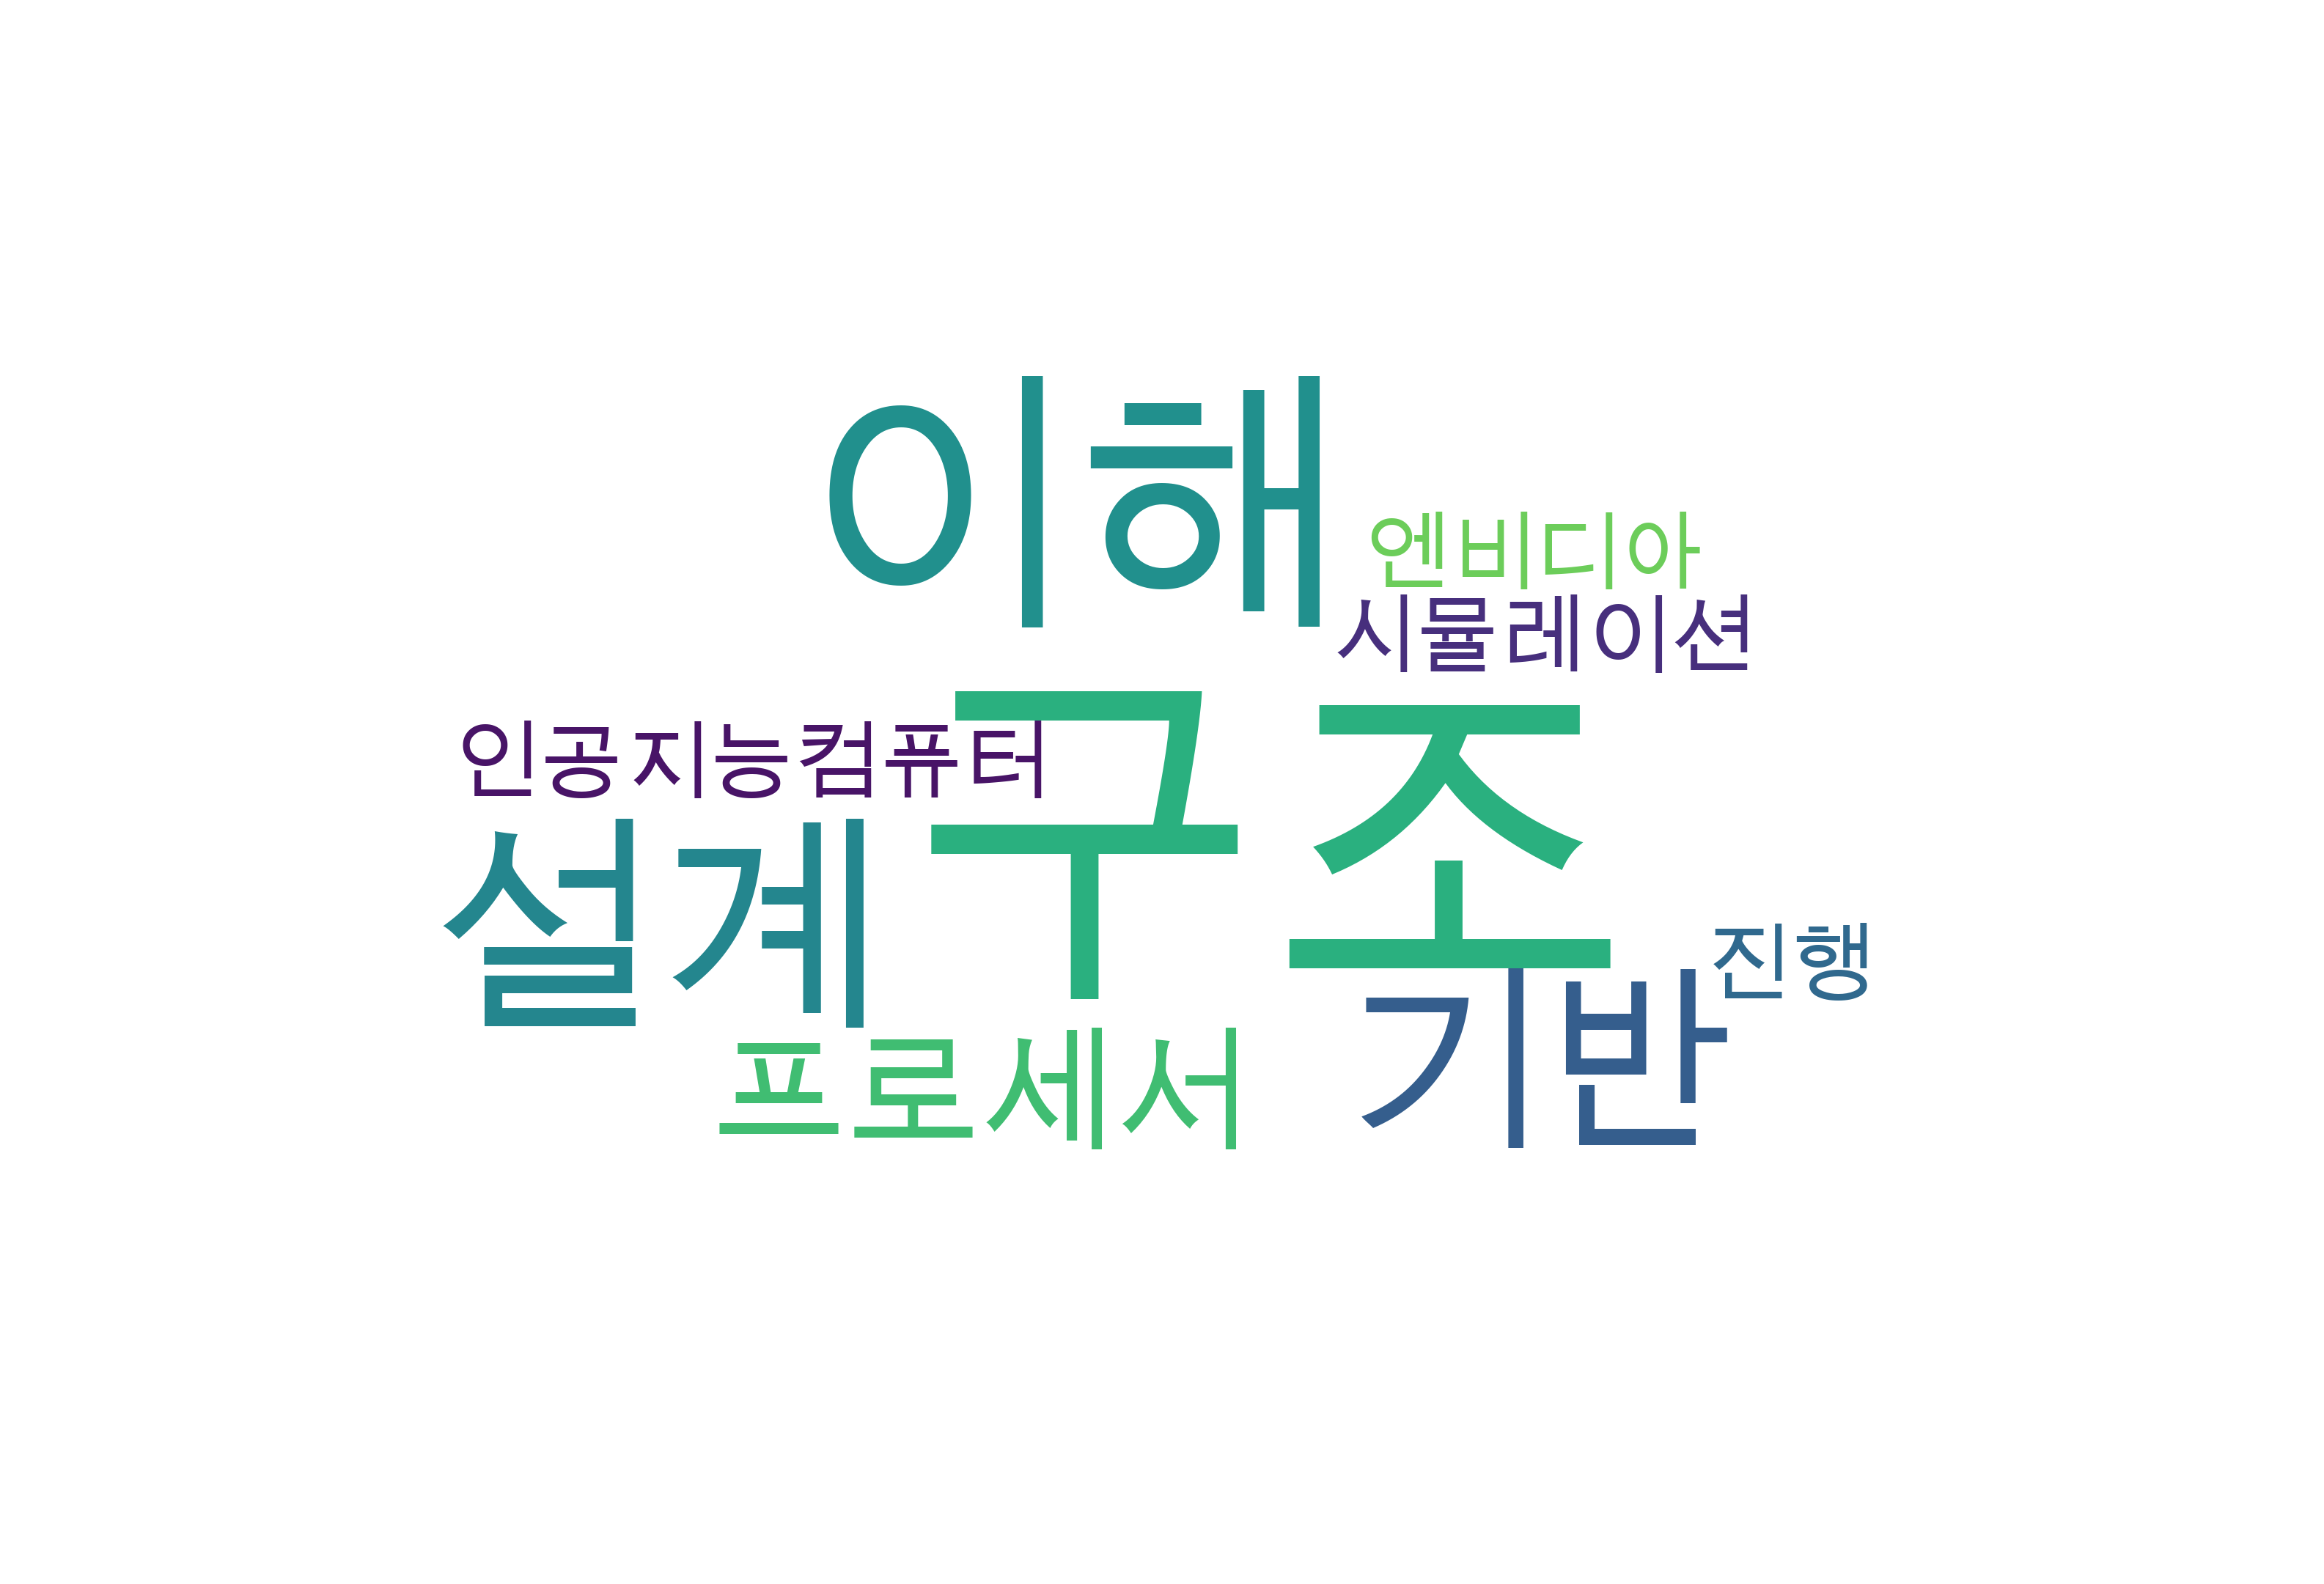 이해
엔비디아
시뮬레이션
인공지능컴퓨터
구조
설계
진행
기반
프로세서